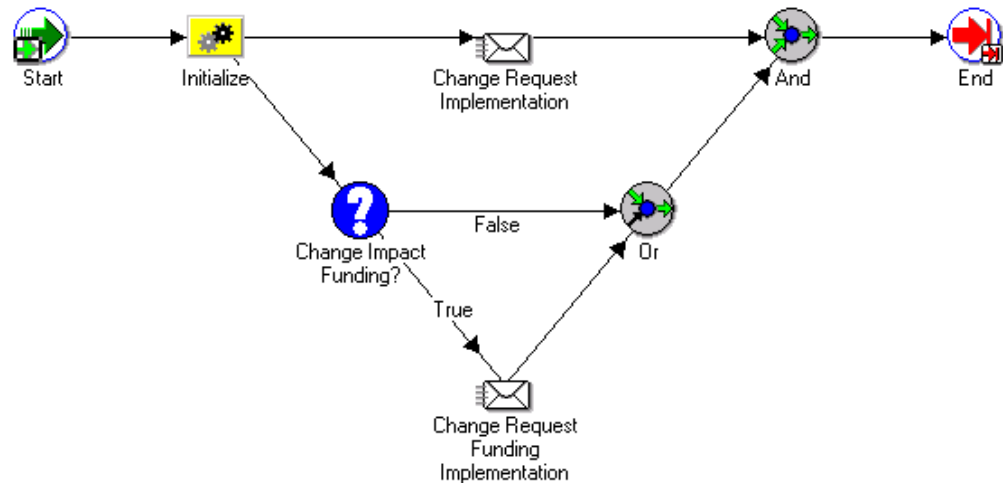 Start
Initialize
Change Request
Implementation
And
End
Change Impact
Funding?
False
Or
True
Change Request
Funding
Implementation